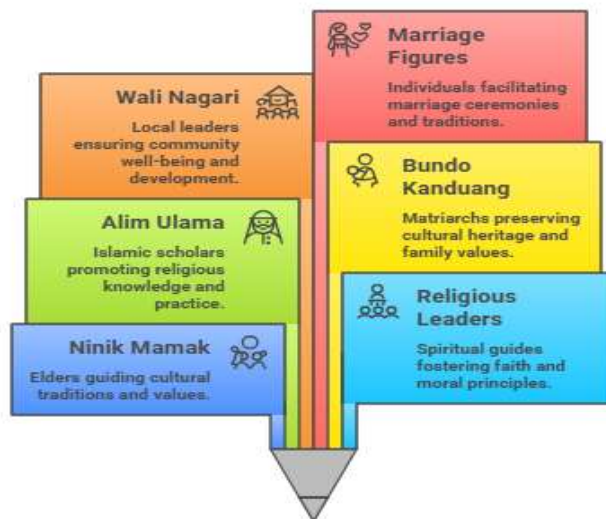 Marriage
Figures
Individuals facilitating
marriage ceremonies
and traditions.
Wali Nagari
Local leaders
ensuring community
well-being and
development.
Bundo
Kanduang
Matriarchs preserving
cultural heritage and
family values.
Alim Ulama
Islamic scholars
promoting religious
knowledge and
practice.
Religious
Leaders
Spiritual guides
fostering faith and
moral principles.
Ninik Mamak
Elders guiding cultural
traditions and values.